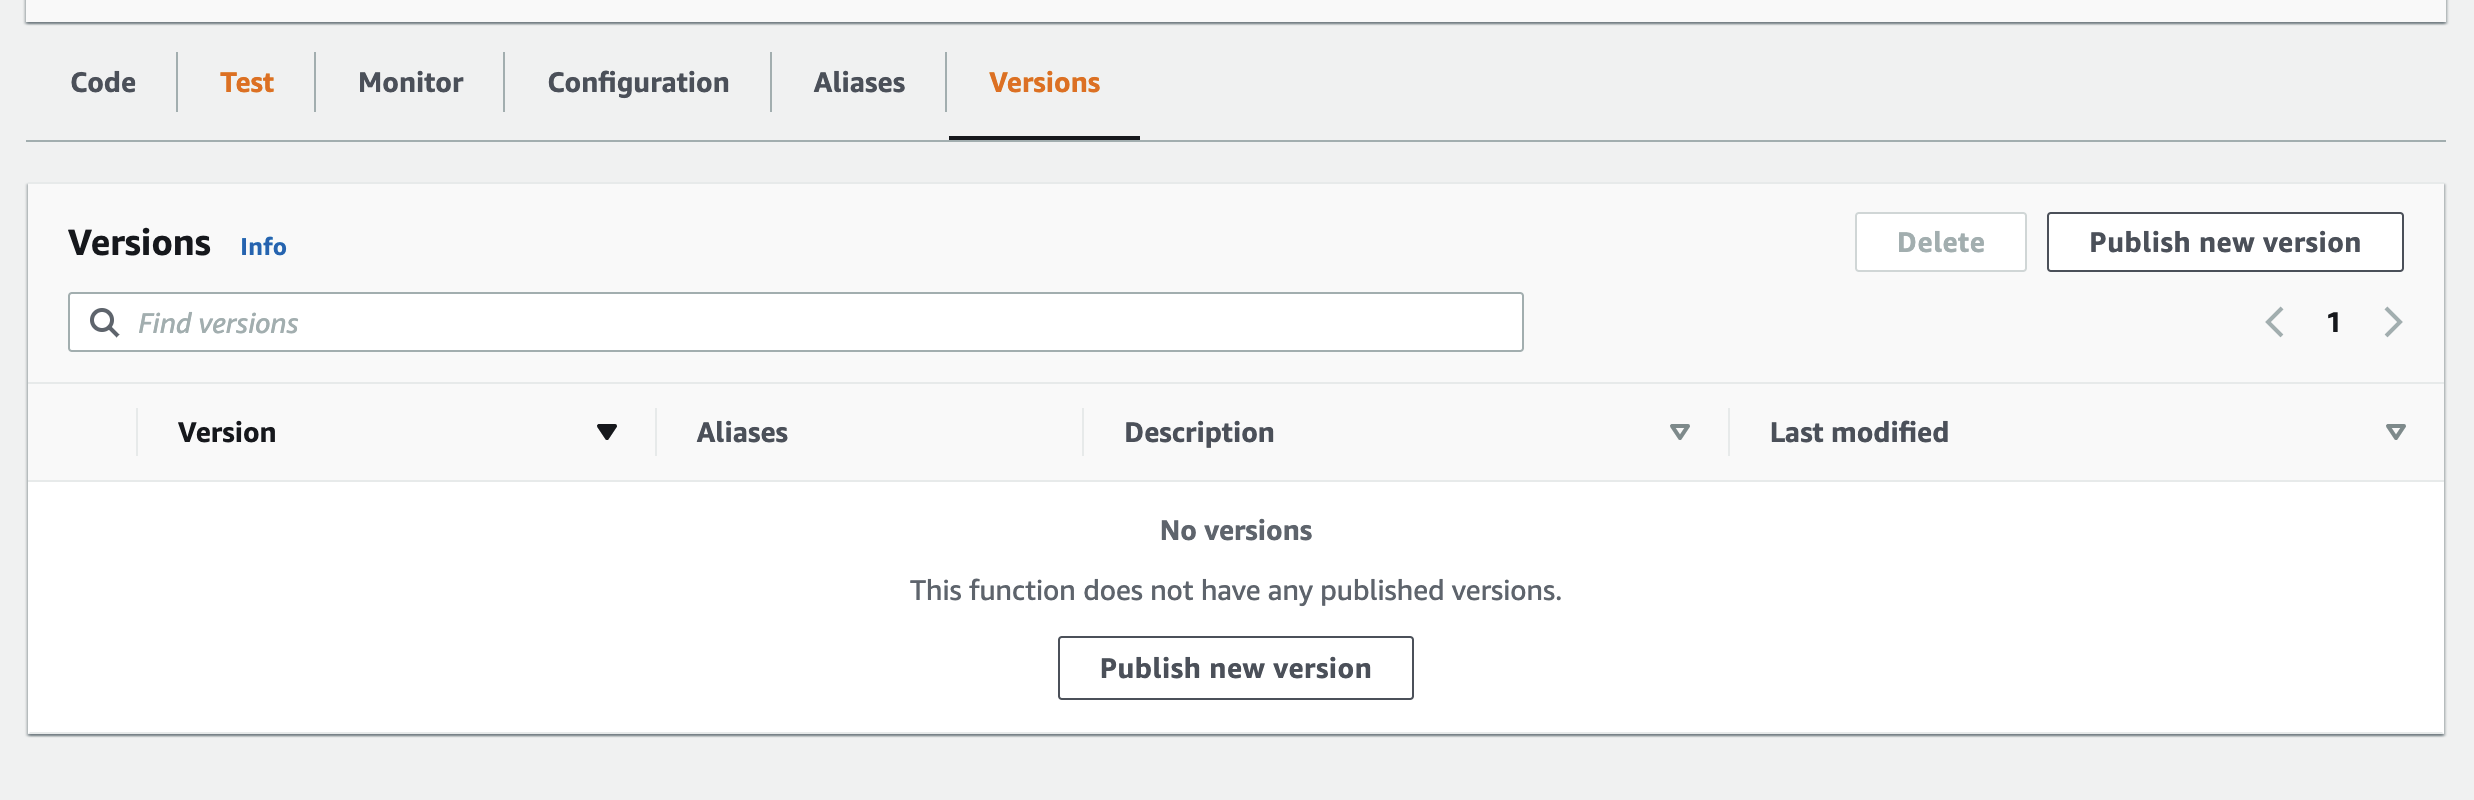 Code Test Monitor Configuration Aliases Versions
Versions Info Delete Publish new version
Find versions 1
Version Aliases Description Last modified
No versions
This function does not have any published versions.
Publish new version